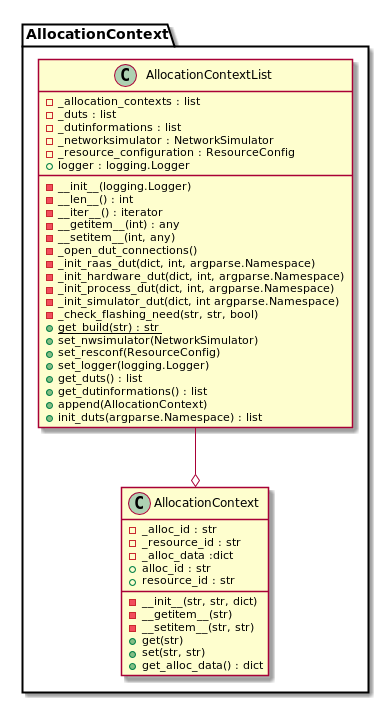 AllocationContext
C AllocationContextList
_allocation_contexts : list
_duts : list
_dutinformations : list
_networksimulator : NetworkSimulator
_resource_configuration : ResourceConfig
logger : logging.Logger
__init__(logging.Logger)
__len__() : int
__iter__() : iterator
__getitem__(int) : any
__setitem__(int, any)
_open_dut_connections()
_init_raas_dut(dict, int, argparse.Namespace)
_init_hardware_dut(dict, int, argparse.Namespace)
_init_process_dut(dict, int, argparse.Namespace)
_init_simulator_dut(dict, int argparse.Namespace)
_check_flashing_need(str, str, bool)
get_build(str) : str
set_nwsimulator(NetworkSimulator)
set_resconf(ResourceConfig)
set_logger(logging.Logger)
get_duts() : list
get_dutinformations() : list
append(AllocationContext)
init_duts(argparse.Namespace) : list
C AllocationContext
_alloc_id : str
_resource_id : str
_alloc_data :dict
alloc_id : str
resource_id : str
__init__(str, str, dict)
__getitem__(str)
__setitem__(str, str)
get(str)
set(str, str)
get_alloc_data() : dict